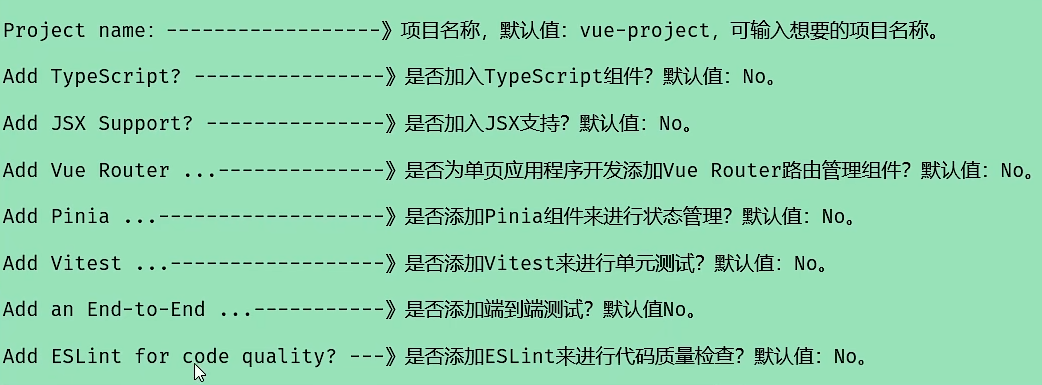 Project name：------------------》项目名称，默认值：vue-project，可输入想要的项目名称。
Add TypeScript? ----------------》是否加入TypeScript组件？默认值：No。
Add JSX Support? ---------------》是否加入JSX支持？默认值：No。
Add Vue Router ...--------------》是否为单页应用程序开发添加Vue Router路由管理组件？默认值：No。
Add Pinia ...-------------------》是否添加Pinia组件来进行状态管理？默认值：No。
Add Vitest ...------------------》是否添加Vitest来进行单元测试？默认值：No。
Add an End-to-End ...-----------》是否添加端到端测试？默认值No。
Add ESLint for code quality? ---》是否添加ESLint来进行代码质量检查？默认值：No。